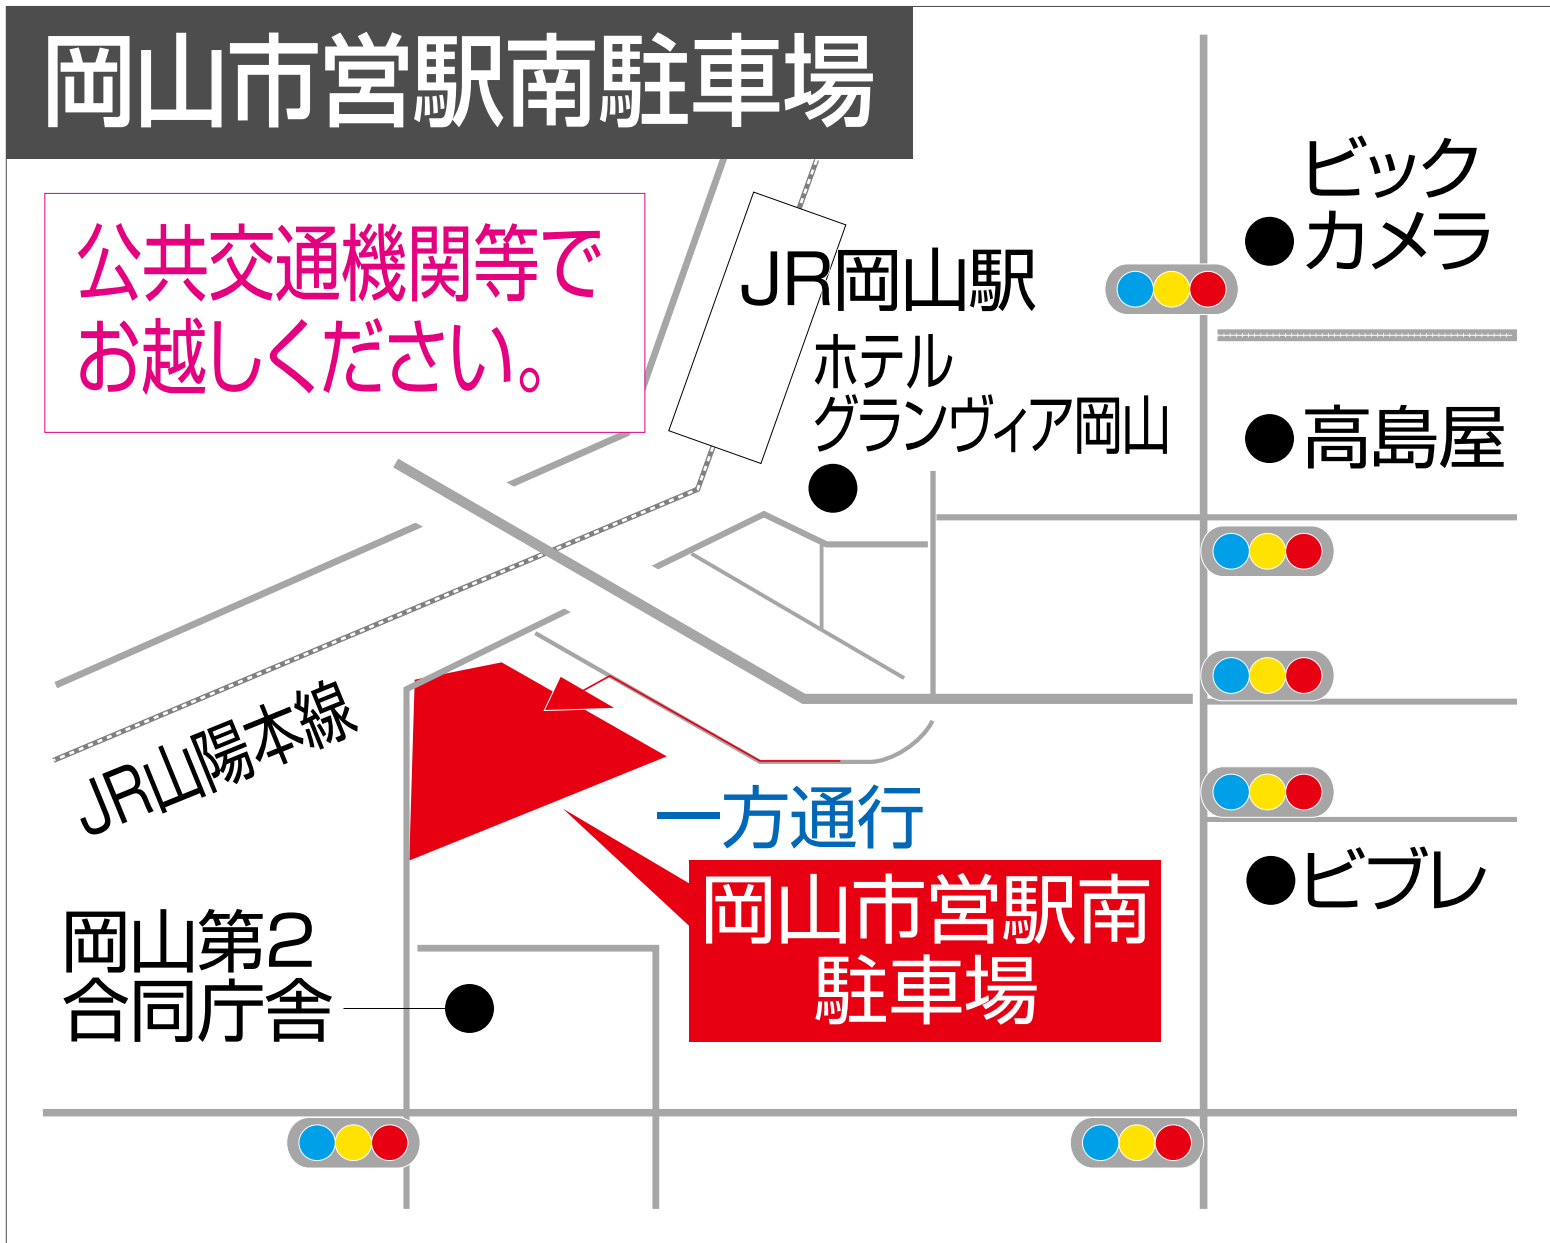 岡山市営駅南駐車場
公共交通機関等で
お越しください。
JR岡山駅
ホテル
グランヴィア岡山
ビック
カメラ
高島屋
JR山陽本線
一方通行
岡山市営駅南
駐車場
ビブレ
岡山第2
合同庁舎